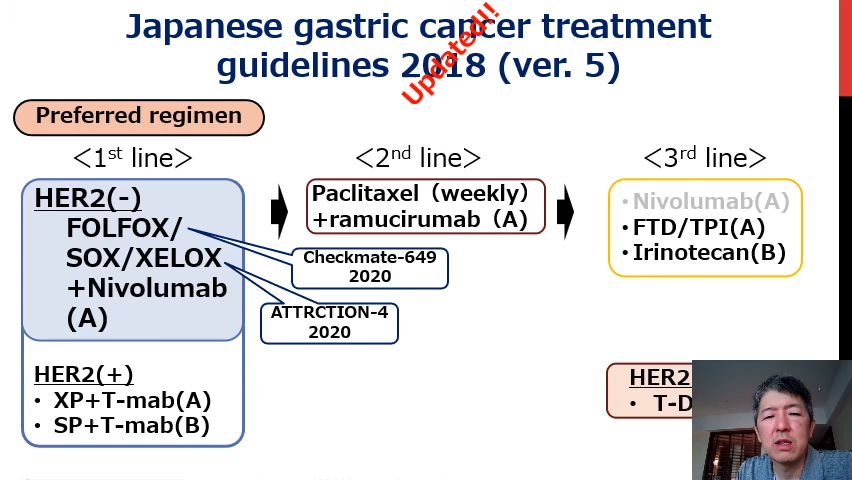 Japanese gastric cancer treatment
guidelines 2018 (ver. 5)
Updated!!
Preferred regimen
<1st line>
<2nd line>
<3rd line>
HER2(-)
FOLFOX/
SOX/XELOX
+Nivolumab
(A)
Paclitaxel（weekly）
+ramucirumab（A)
• Nivolumab(A)
• FTD/TPI(A)
• Irinotecan(B)
Checkmate-649
2020
ATTRCTION-4
2020
HER2(+)
• XP+T-mab(A)
• SP+T-mab(B)
HER2
• T-D